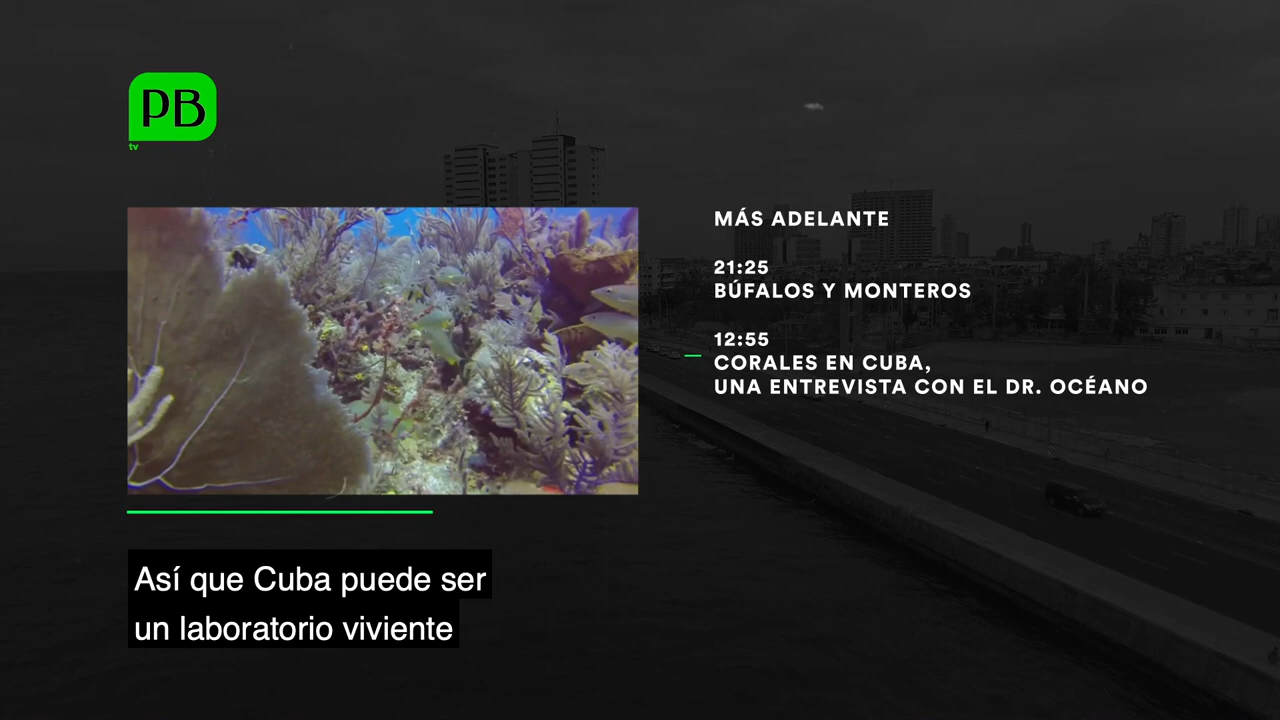 PB
tv
MÁS ADELANTE
21:25
BÚFALOS Y MONTEROS
12:55
CORALES EN CUBA,
UNA ENTREVISTA CON EL DR. OCÉANO
Así que Cuba puede ser
un laboratorio viviente